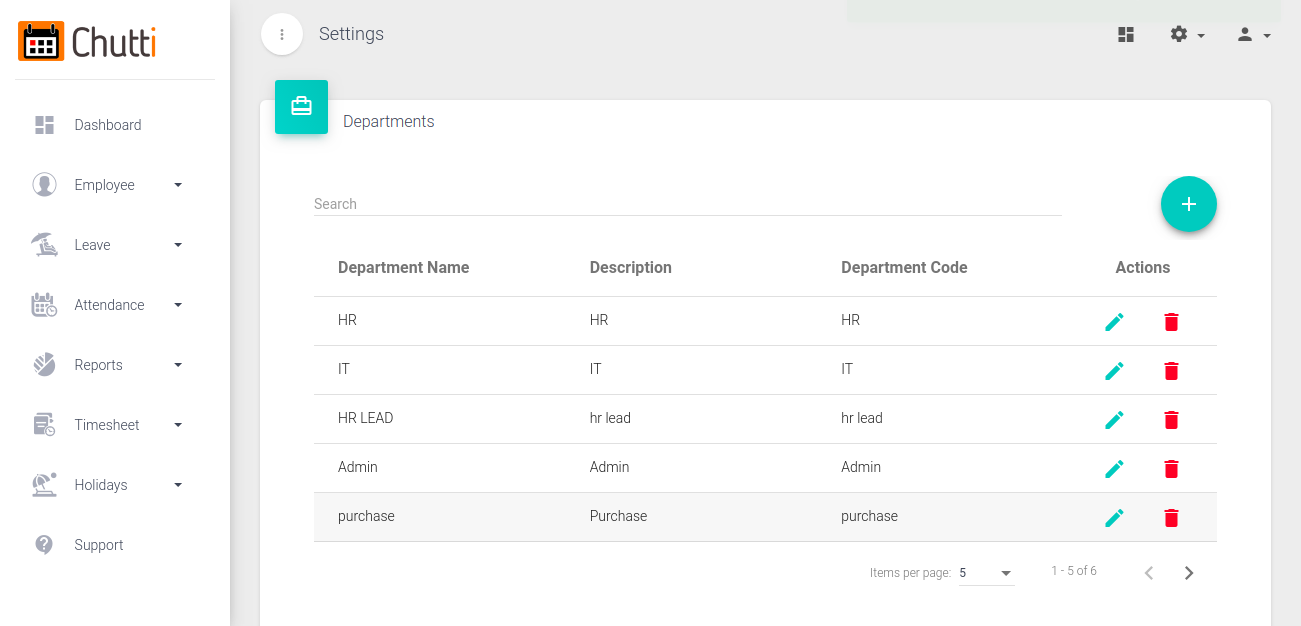 Chutti
Settings
Dashboard
Employee
Leave
Attendance
Reports
Timesheet
Holidays
Support
Departments
Search
Department Name Description Department Code Actions
HR HR HR
IT IT IT
HR LEAD hr lead hr lead
Admin Admin Admin
purchase Purchase purchase
Items per page: 5 1 - 5 of 6